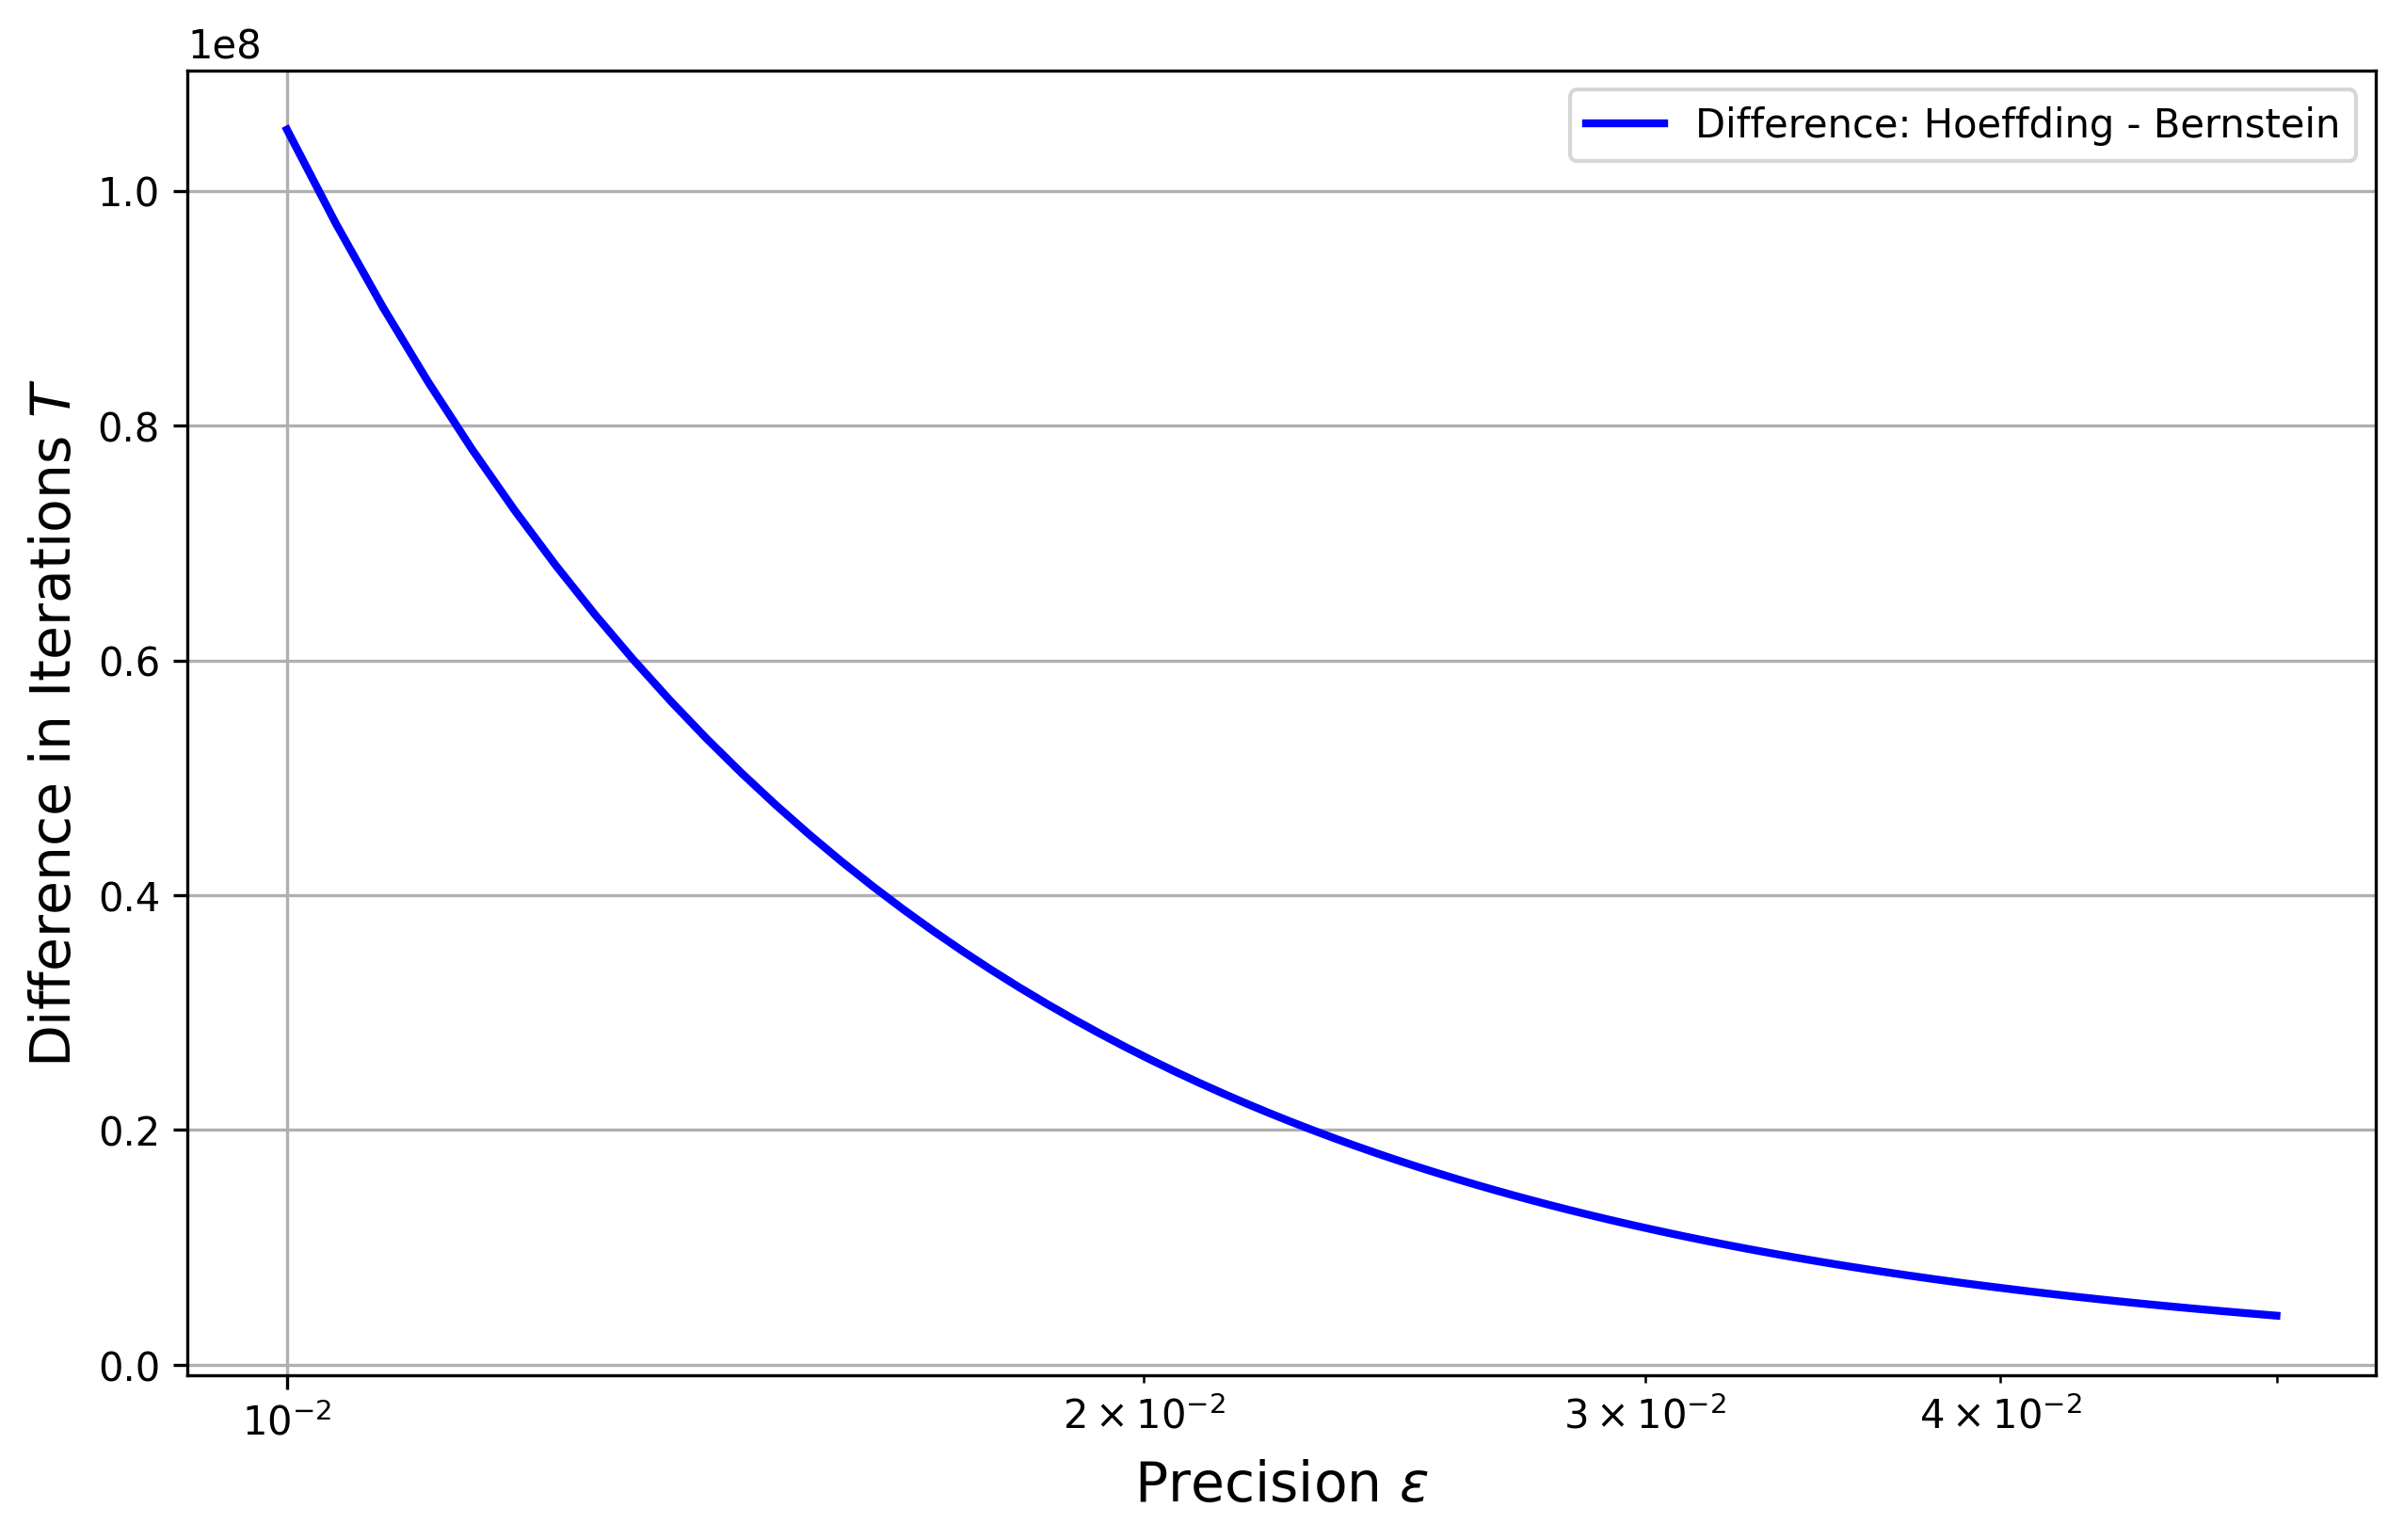 1e8
Difference: Hoeffding - Bernstein
1.0
0.8
0.6
0.4
0.2
0.0
Difference in Iterations T
10⁻²
2 × 10⁻²
3 × 10⁻²
4 × 10⁻²
Precision ε